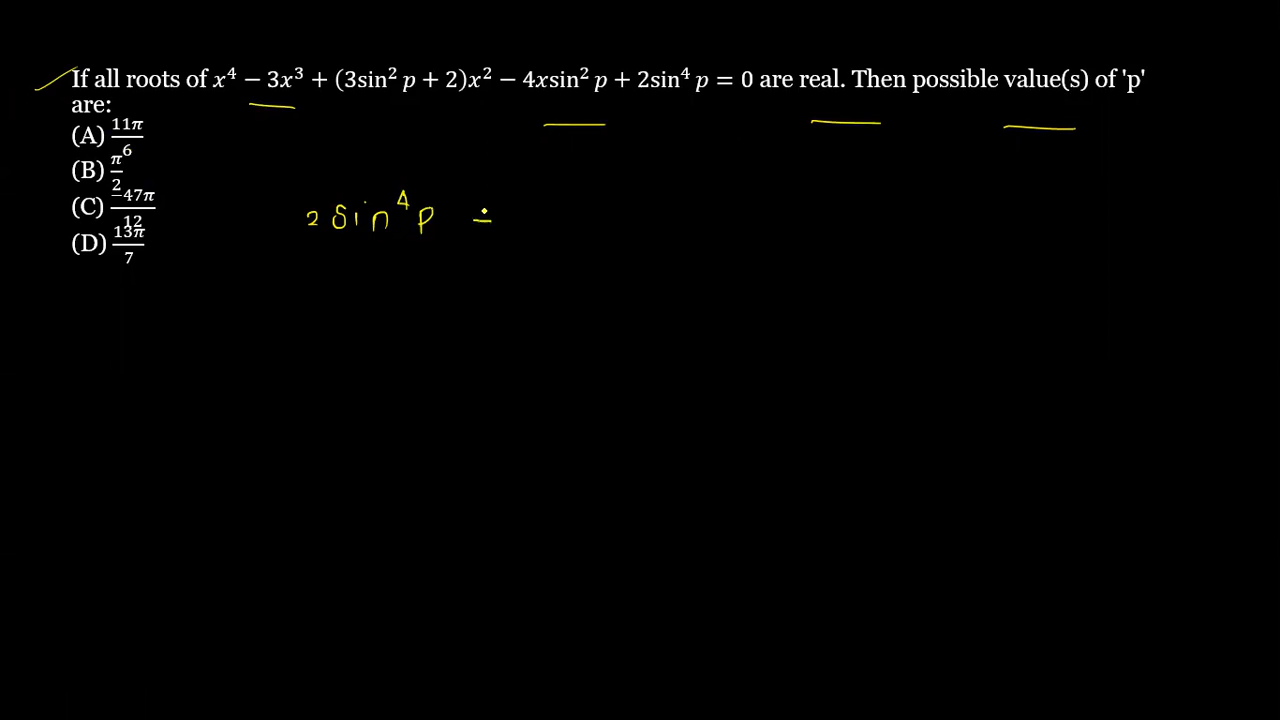 If all roots of x⁴ − 3x³ + (3sin² p + 2)x² − 4xsin² p + 2sin⁴ p = 0 are real. Then possible value(s) of 'p'
are:
(A) 11π/6
(B) π/2
(C) −47π/12
(D) 13π/7
2 sin⁴ p =